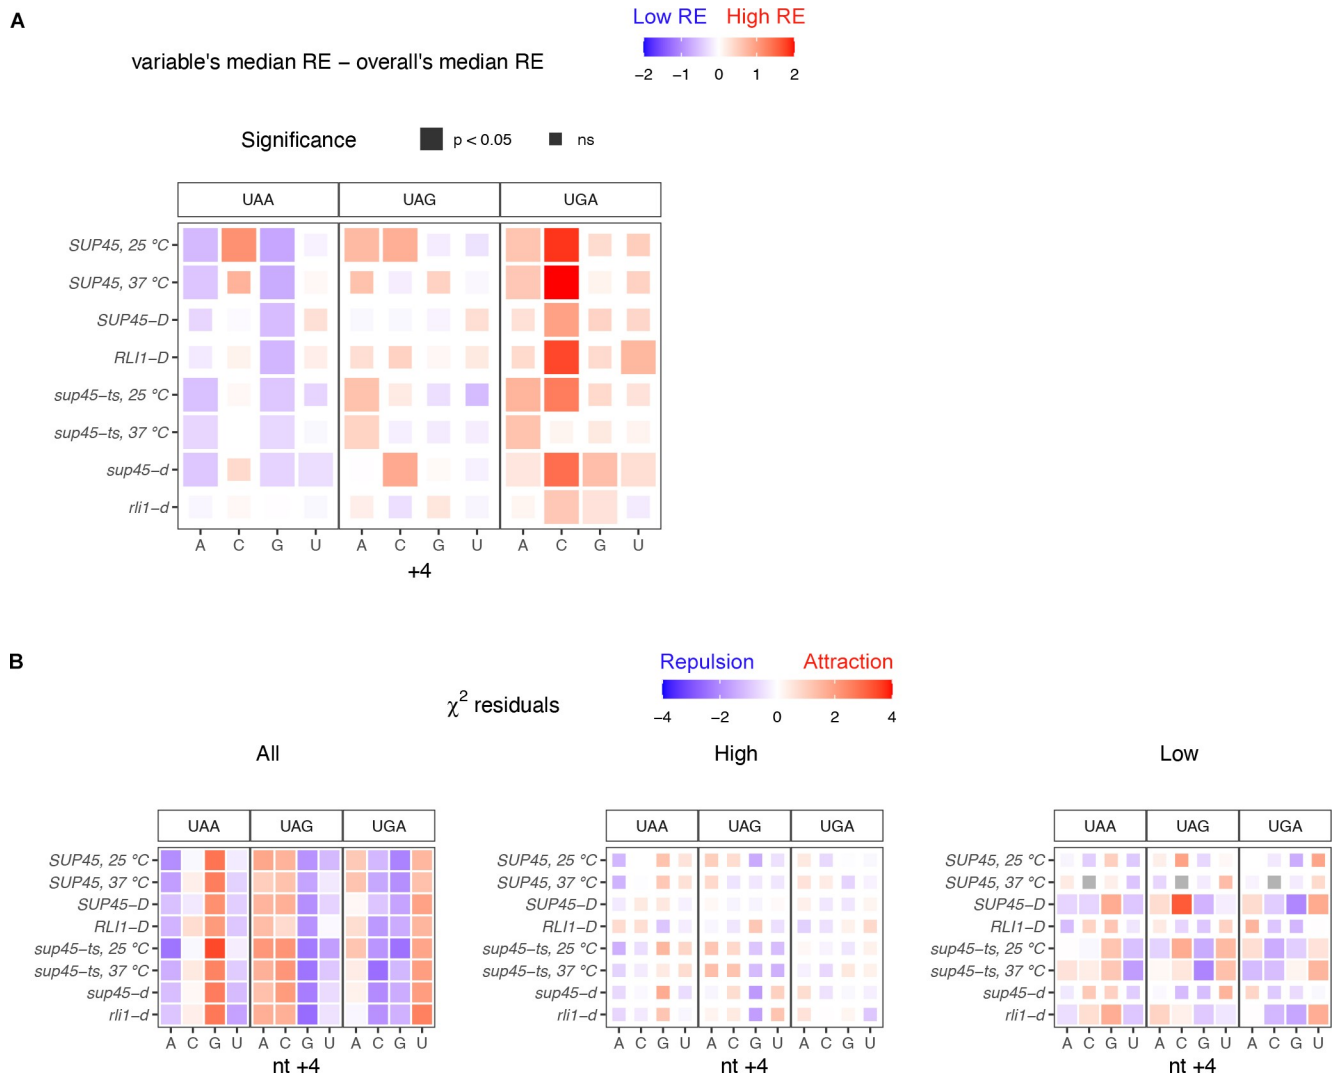 A
Low RE High RE
variable's median RE − overall's median RE
−2 −1 0 1 2
Significance p < 0.05 ns
UAA UAG UGA
SUP45, 25 °C
SUP45, 37 °C
SUP45−D
RLI1−D
sup45−ts, 25 °C
sup45−ts, 37 °C
sup45−d
rli1−d
A C G U A C G U A C G U
+4
B
Repulsion Attraction
χ² residuals
−4 −2 0 2 4
All High Low
UAA UAG UGA
SUP45, 25 °C
SUP45, 37 °C
SUP45−D
RLI1−D
sup45−ts, 25 °C
sup45−ts, 37 °C
sup45−d
rli1−d
A C G U A C G U A C G U
nt +4
UAA UAG UGA
SUP45, 25 °C
SUP45, 37 °C
SUP45−D
RLI1−D
sup45−ts, 25 °C
sup45−ts, 37 °C
sup45−d
rli1−d
A C G U A C G U A C G U
nt +4
UAA UAG UGA
SUP45, 25 °C
SUP45, 37 °C
SUP45−D
RLI1−D
sup45−ts, 25 °C
sup45−ts, 37 °C
sup45−d
rli1−d
A C G U A C G U A C G U
nt +4